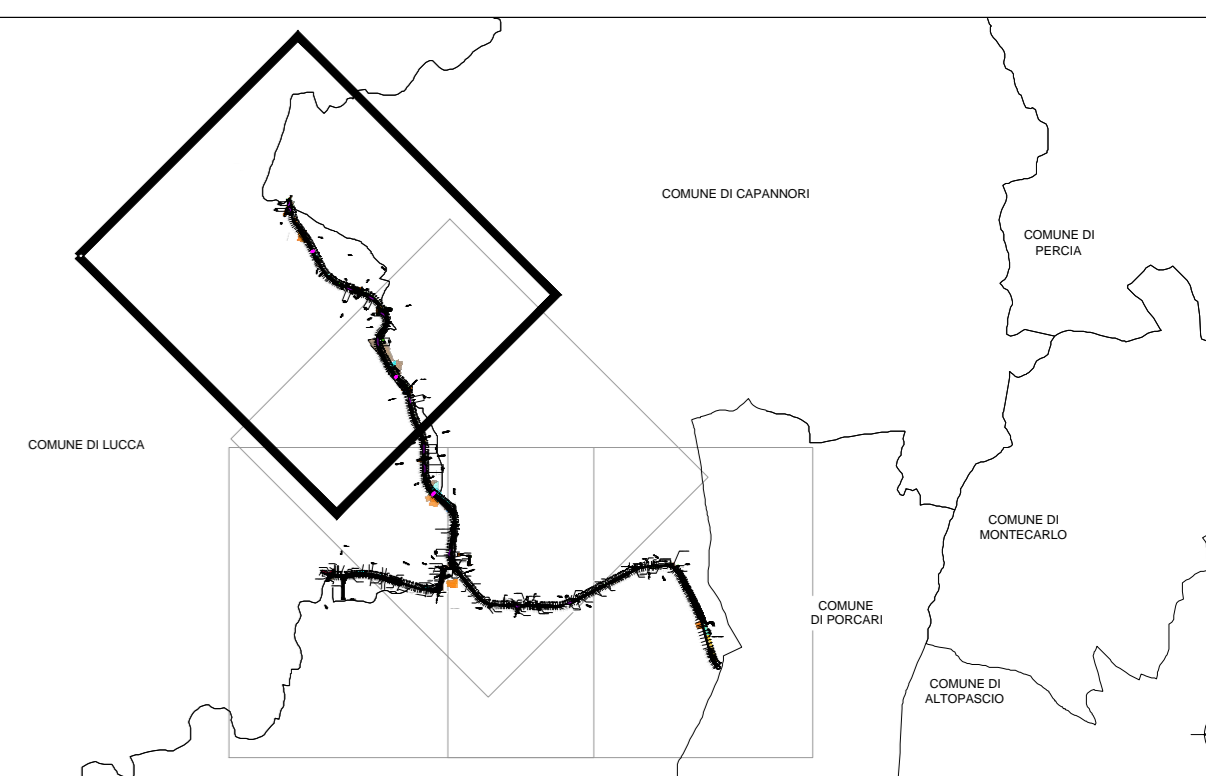 COMUNE DI CAPANNORI
COMUNE DI
PERCIA
COMUNE DI LUCCA
COMUNE DI
MONTECARLO
COMUNE
DI PORCARI
COMUNE DI
ALTOPASCIO